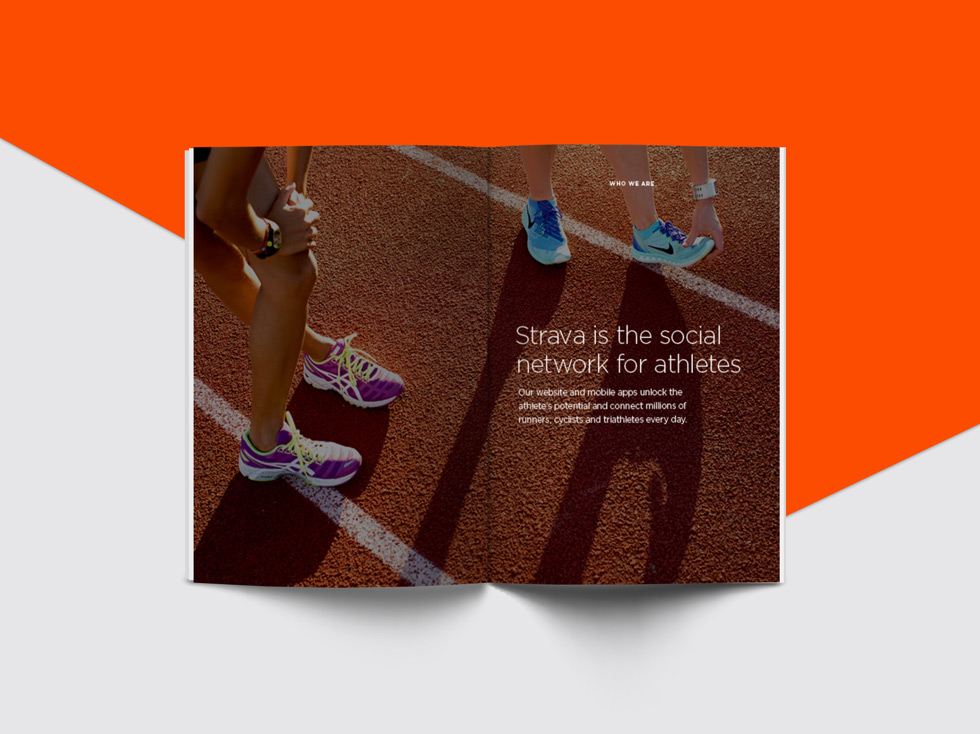 WHO WE ARE
Strava is the social
network for athletes
Our website and mobile apps unlock the
athlete's potential and connect millions of
runners, cyclists and triathletes every day.